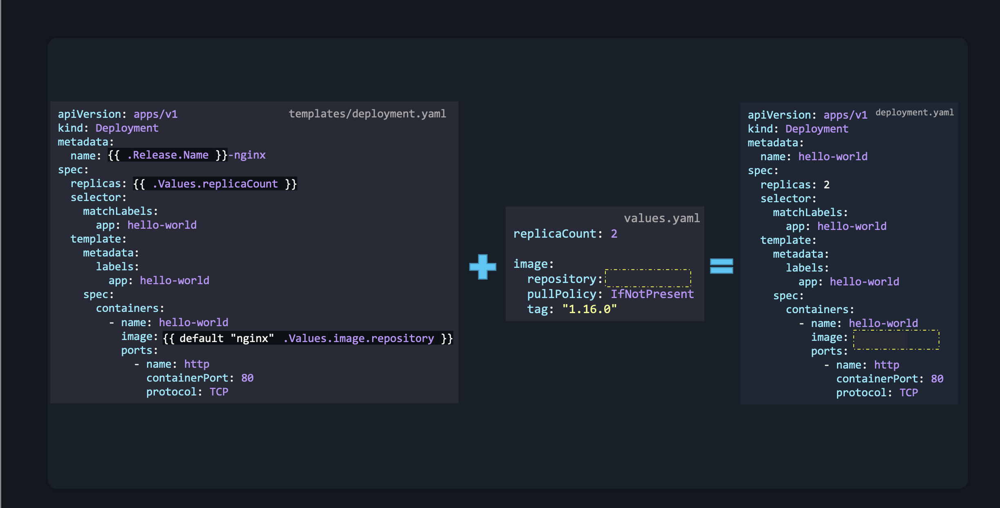 templates/deployment.yaml
apiVersion: apps/v1
kind: Deployment
metadata:
  name: {{ .Release.Name }}-nginx
spec:
  replicas: {{ .Values.replicaCount }}
  selector:
    matchLabels:
      app: hello-world
  template:
    metadata:
      labels:
        app: hello-world
    spec:
      containers:
        - name: hello-world
          image: {{ default "nginx" .Values.image.repository }}
          ports:
            - name: http
              containerPort: 80
              protocol: TCP
values.yaml
replicaCount: 2
image:
  repository:
  pullPolicy: IfNotPresent
  tag: "1.16.0"
deployment.yaml
apiVersion: apps/v1
kind: Deployment
metadata:
  name: hello-world
spec:
  replicas: 2
  selector:
    matchLabels:
      app: hello-world
  template:
    metadata:
      labels:
        app: hello-world
    spec:
      containers:
        - name: hello-world
          image:
          ports:
            - name: http
              containerPort: 80
              protocol: TCP